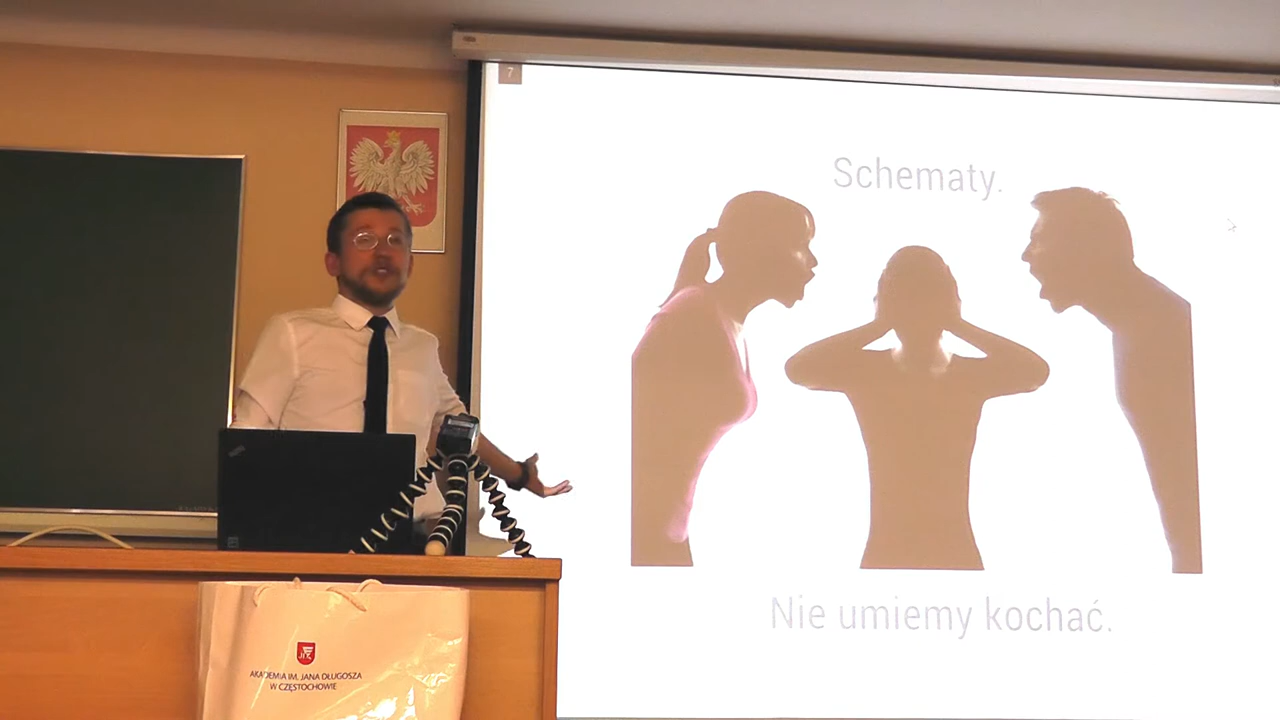 7
Schematy.
Nie umiemy kochać.
AKADEMIA IM. JANA DŁUGOSZA
W CZĘSTOCHOWIE